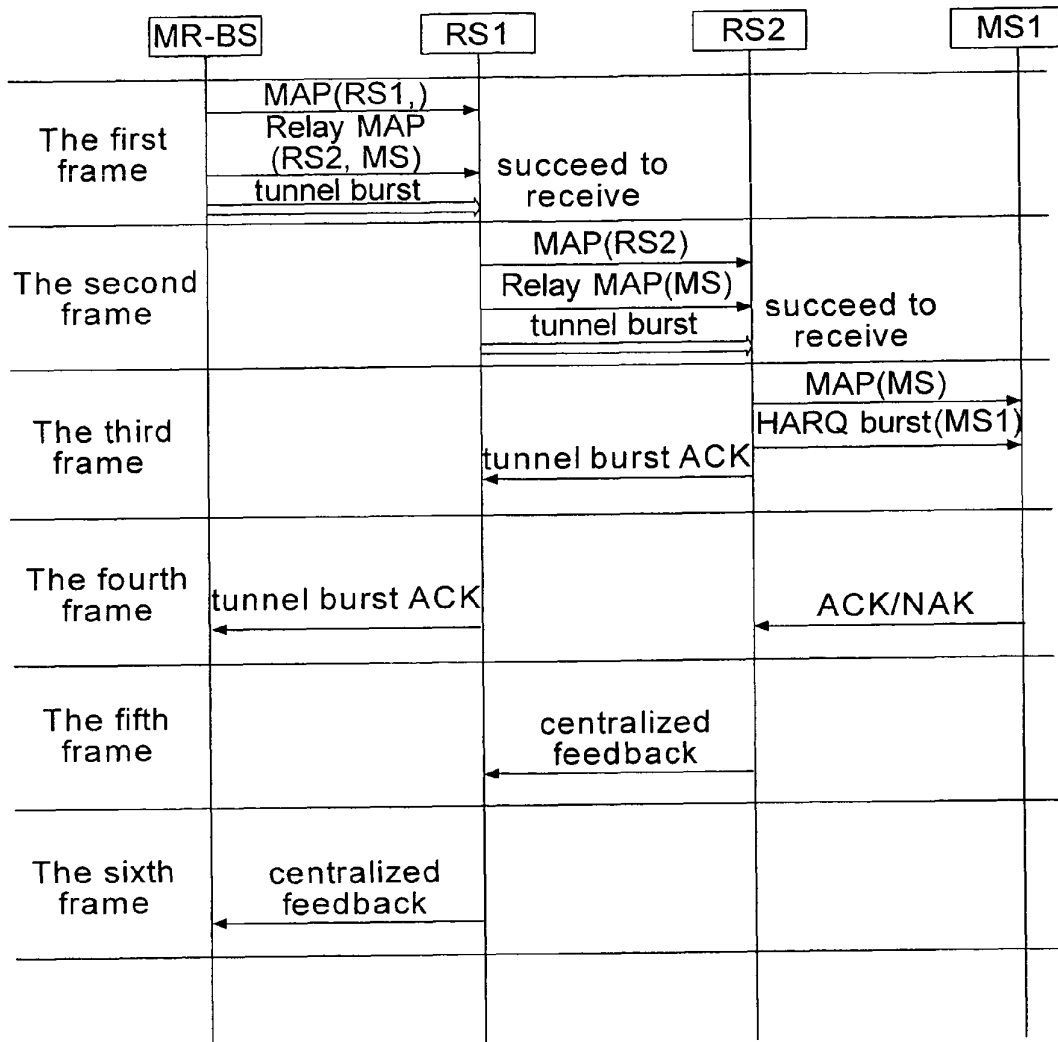 MR-BS
RS1
RS2
MS1
The first
frame
MAP(RS1,)
Relay MAP
(RS2, MS)
tunnel burst
succeed to
receive
The second
frame
MAP(RS2)
Relay MAP(MS)
tunnel burst
succeed to
receive
The third
frame
MAP(MS)
HARQ burst(MS1)
tunnel burst ACK
The fourth
frame
tunnel burst ACK
ACK/NAK
The fifth
frame
centralized
feedback
The sixth
frame
centralized
feedback